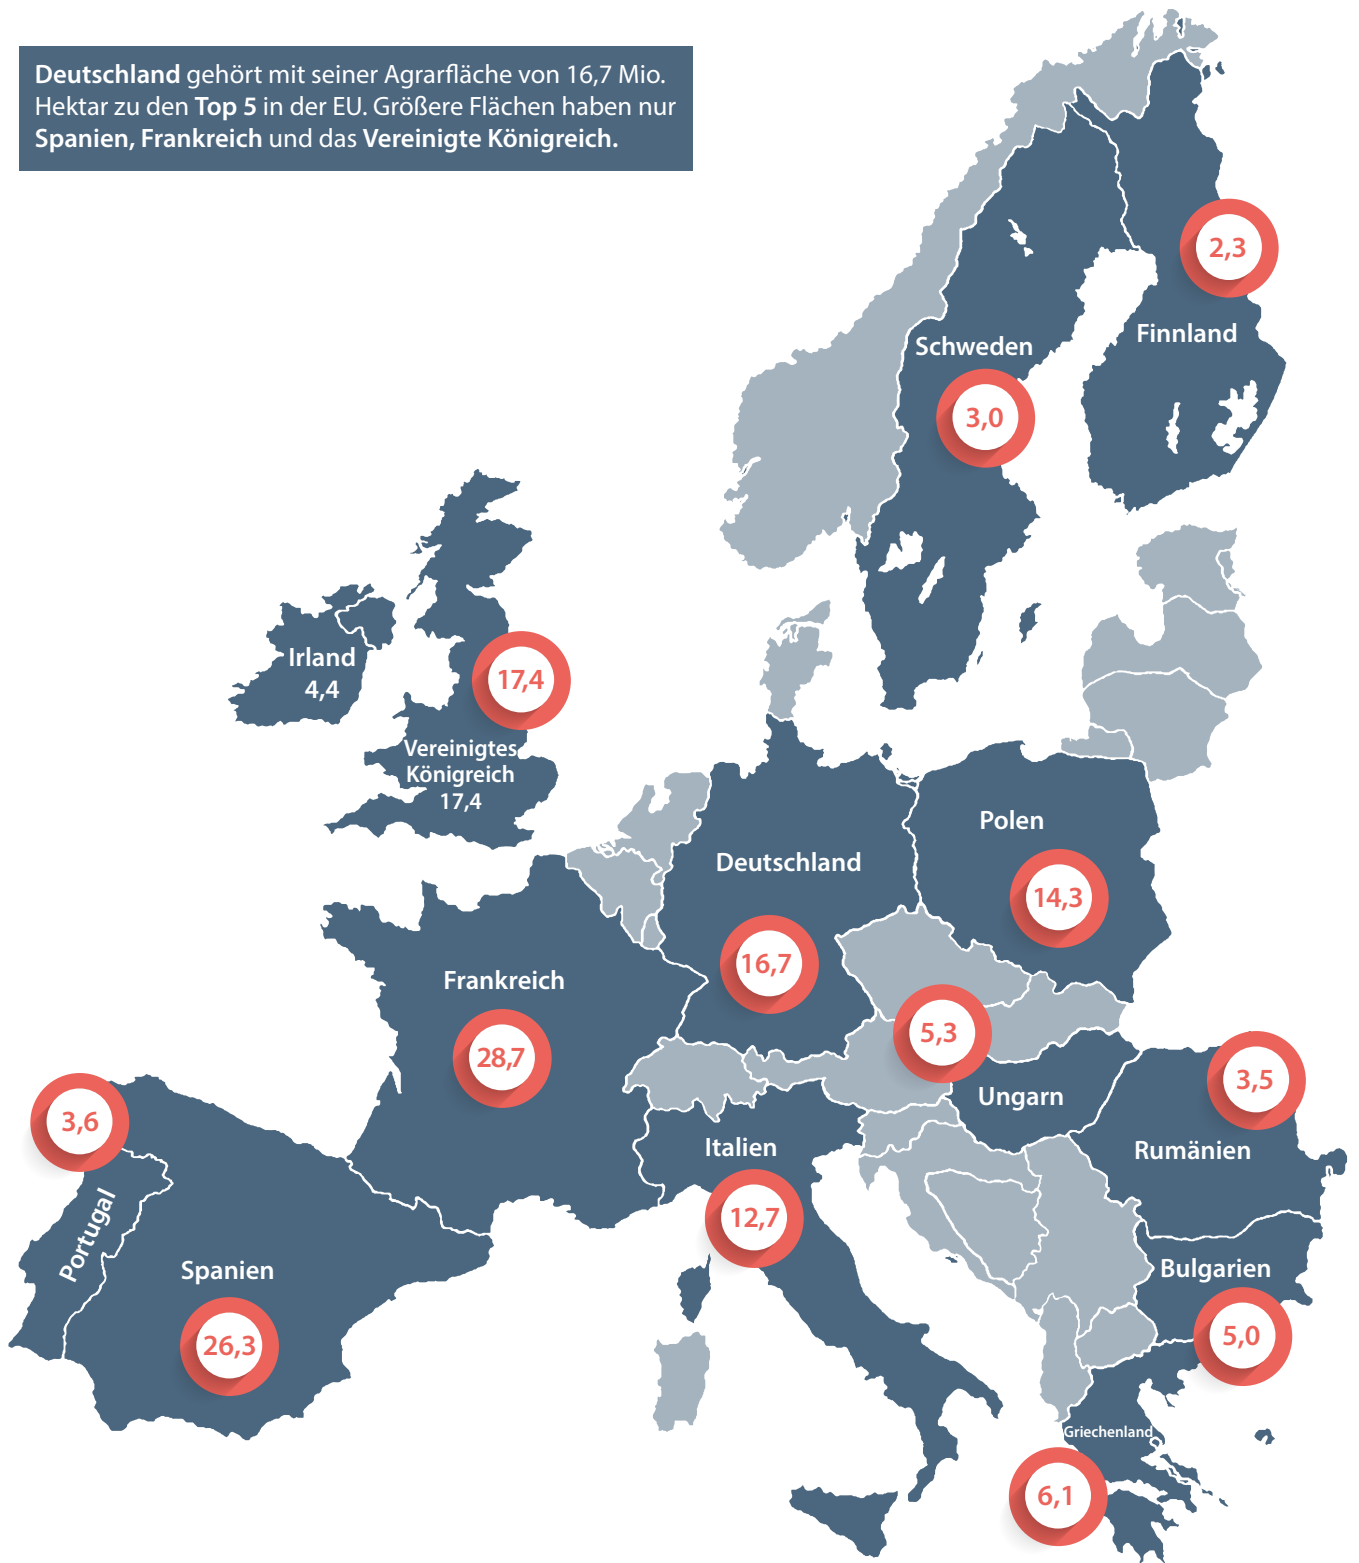 Deutschland gehört mit seiner Agrarfläche von 16,7 Mio.
Hektar zu den Top 5 in der EU. Größere Flächen haben nur
Spanien, Frankreich und das Vereinigte Königreich.
2,3
Finnland
Schweden
3,0
Irland
4,4
17,4
Vereinigtes
Königreich
17,4
Polen
14,3
Deutschland
16,7
Frankreich
28,7
5,3
Ungarn
3,5
Rumänien
3,6
Portugal
Spanien
26,3
Italien
12,7
Bulgarien
5,0
Griechenland
6,1